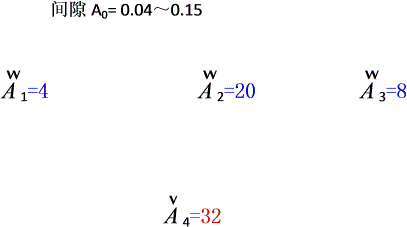 间隙 A₀= 0.04～0.15
w w w
A₁=4 A₂=20 A₃=8
v
A₄=32